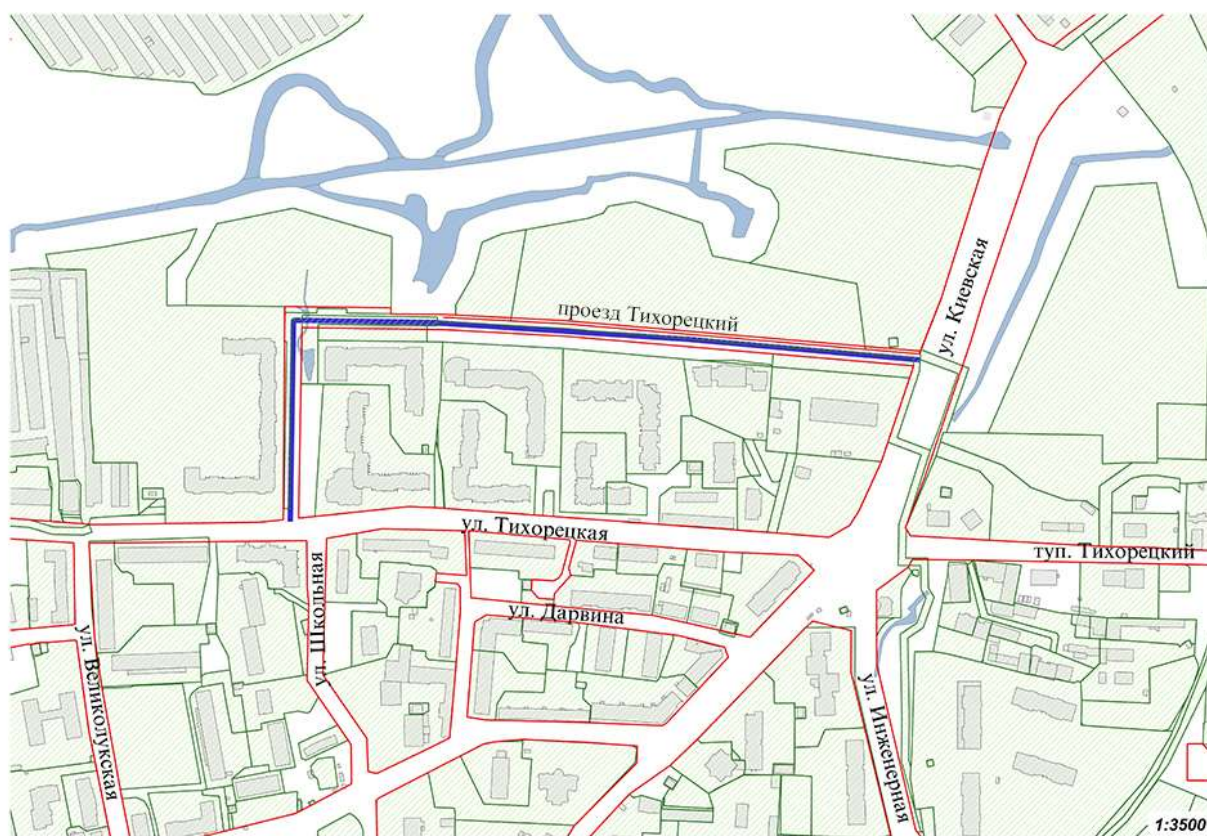 проезд Тихорецкий
ул. Киевская
ул. Тихорецкая
туп. Тихорецкий
ул. Дарвина
ул. Школьная
ул. Великолукская
ул. Инженерная
1:3500